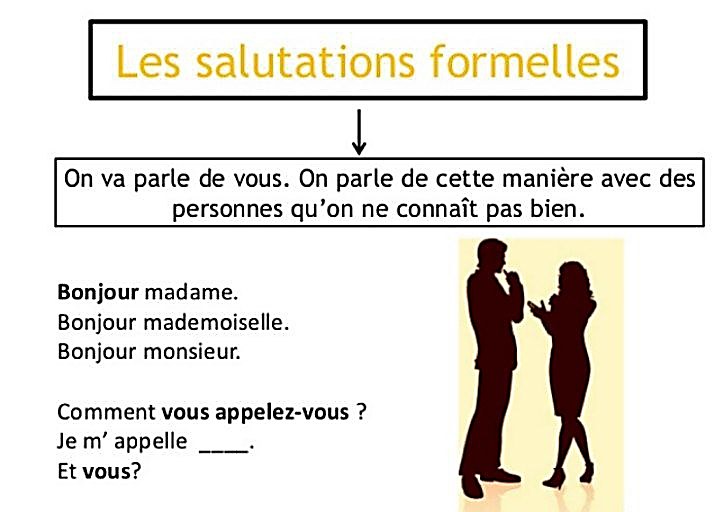 Les salutations formelles
On va parle de vous. On parle de cette manière avec des
personnes qu'on ne connaît pas bien.
Bonjour madame.
Bonjour mademoiselle.
Bonjour monsieur.
Comment vous appelez-vous ?
Je m' appelle ____.
Et vous?